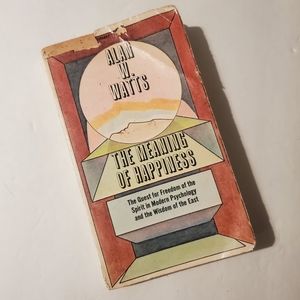 ALAN
W.
WATTS
THE MEANING
OF HAPPINESS
The Quest for Freedom of the
Spirit in Modern Psychology
and the Wisdom of the East